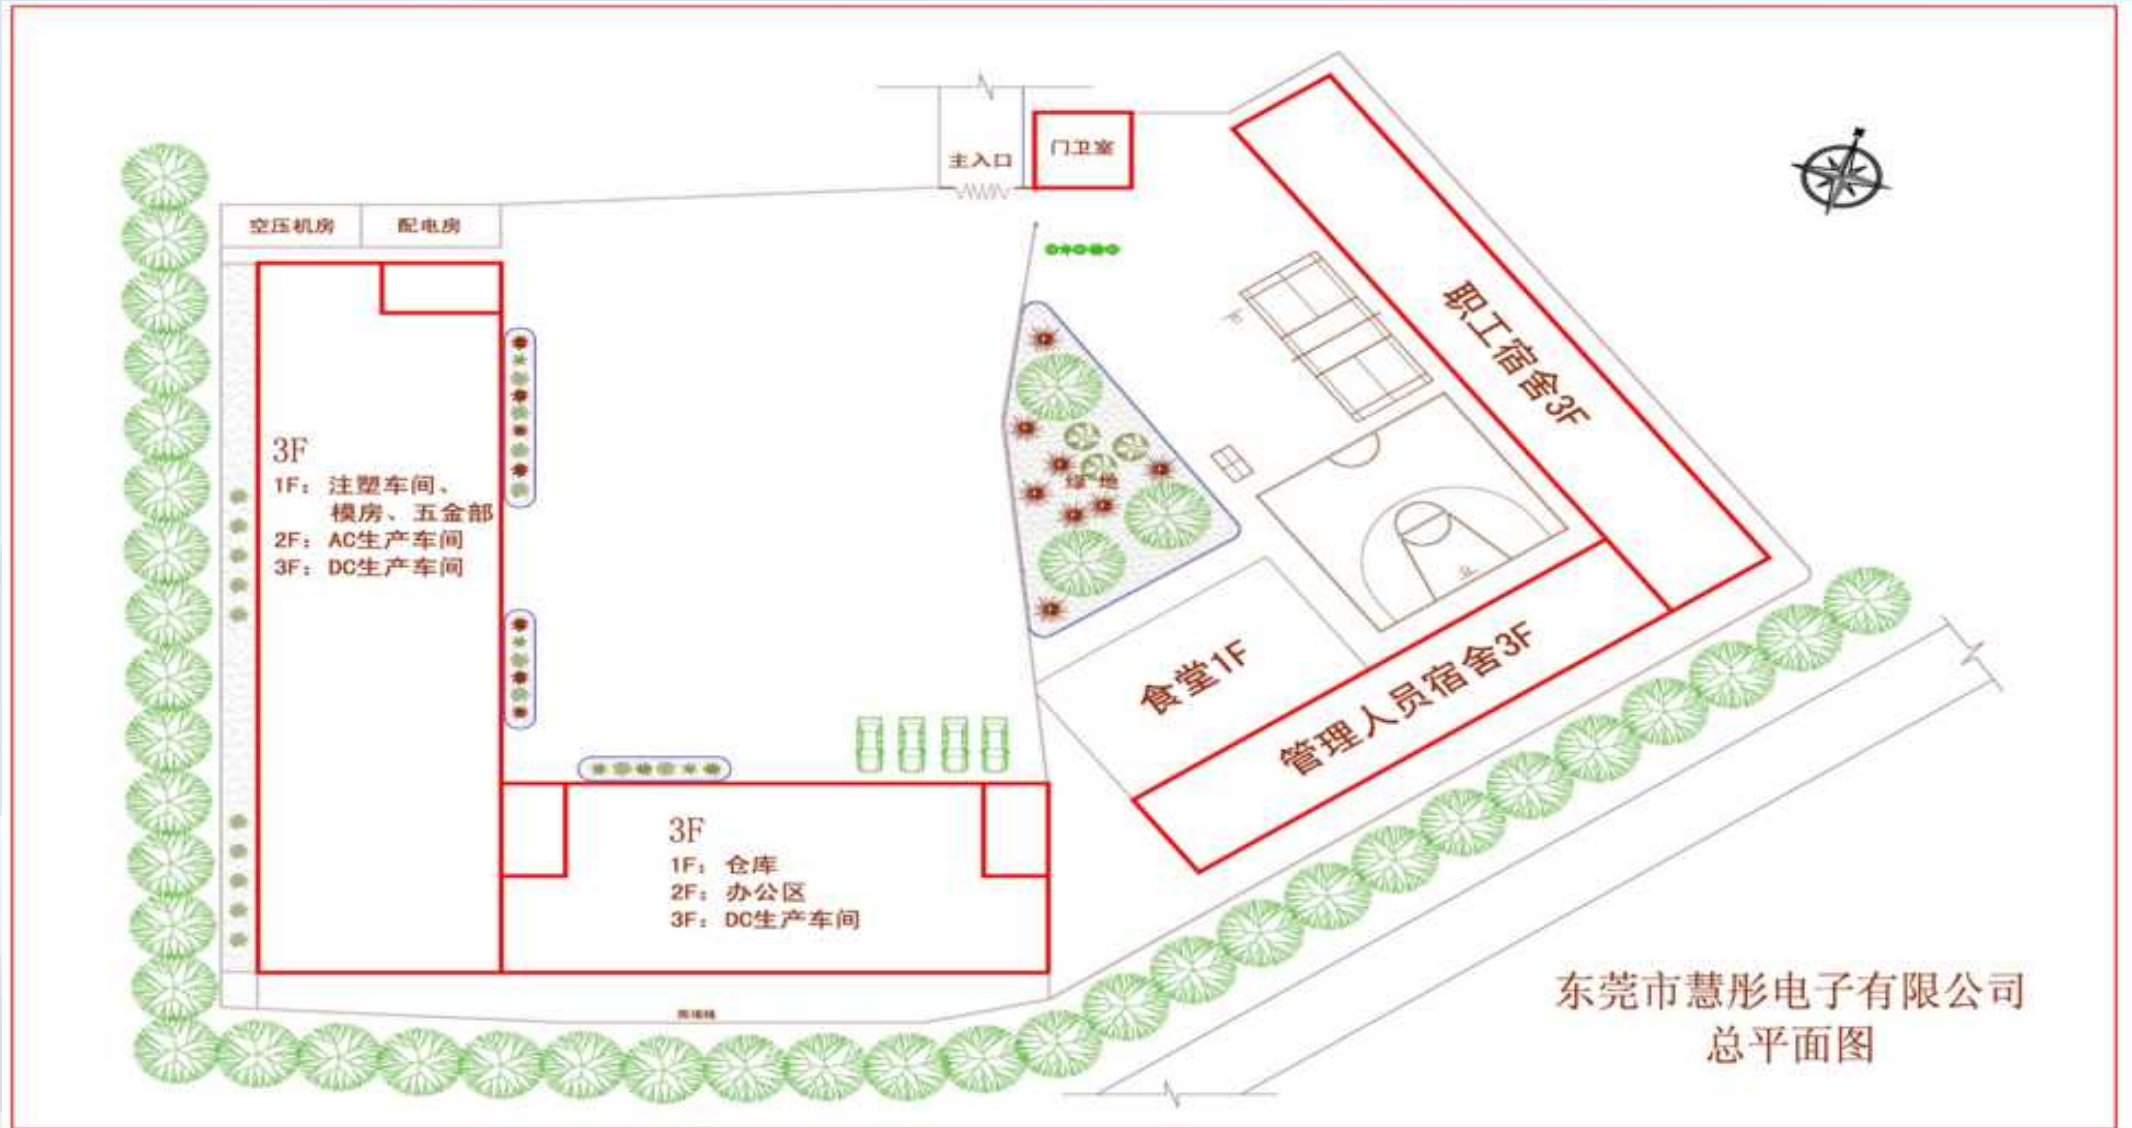 主入口
门卫室
空压机房
配电房
职工宿舍3F
3F
1F：注塑车间、
模房、五金部
2F：AC生产车间
3F：DC生产车间
绿地
食堂1F
管理人员宿舍3F
3F
1F：仓库
2F：办公区
3F：DC生产车间
东莞市慧彤电子有限公司
总平面图